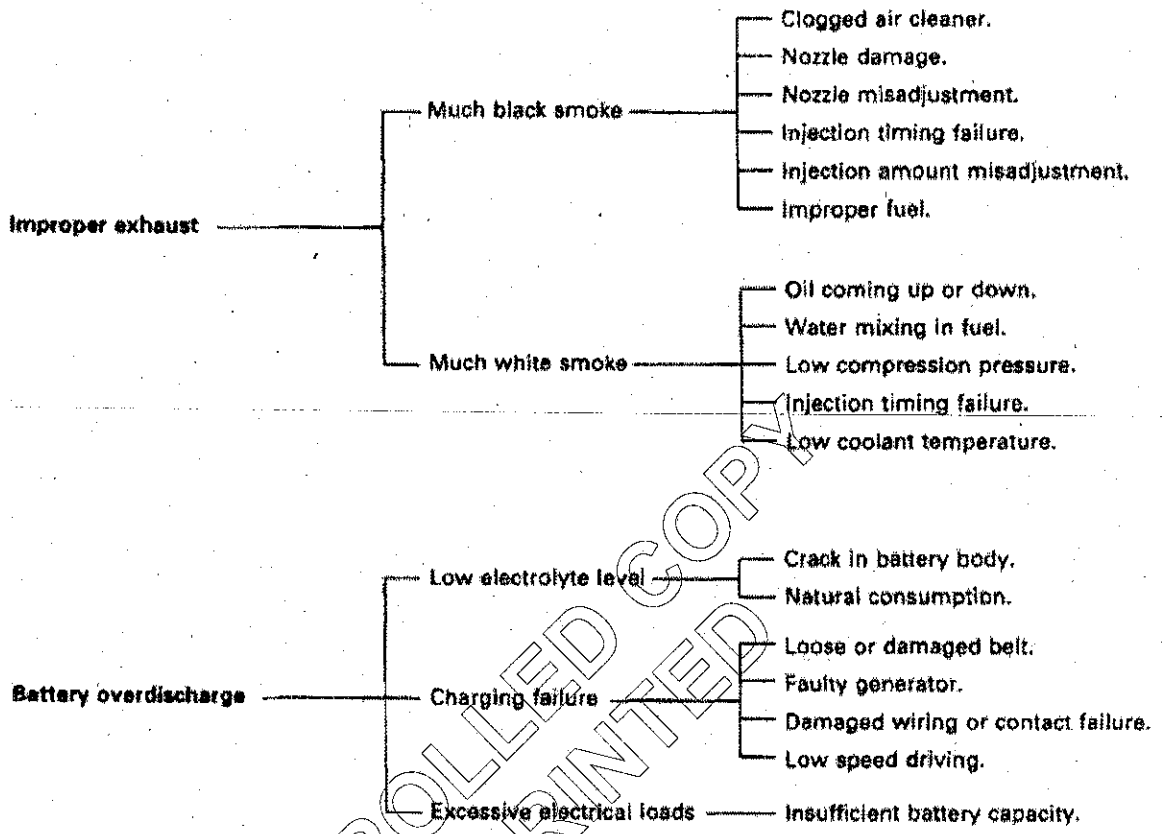 Improper exhaust
Much black smoke
Clogged air cleaner.
Nozzle damage.
Nozzle misadjustment.
Injection timing failure.
Injection amount misadjustment.
Improper fuel.
Much white smoke
Oil coming up or down.
Water mixing in fuel.
Low compression pressure.
Injection timing failure.
Low coolant temperature.
Battery overdischarge
Low electrolyte level
Crack in battery body.
Natural consumption.
Charging failure
Loose or damaged belt.
Faulty generator.
Damaged wiring or contact failure.
Low speed driving.
Excessive electrical loads
Insufficient battery capacity.
OLLED COPY
RINTED